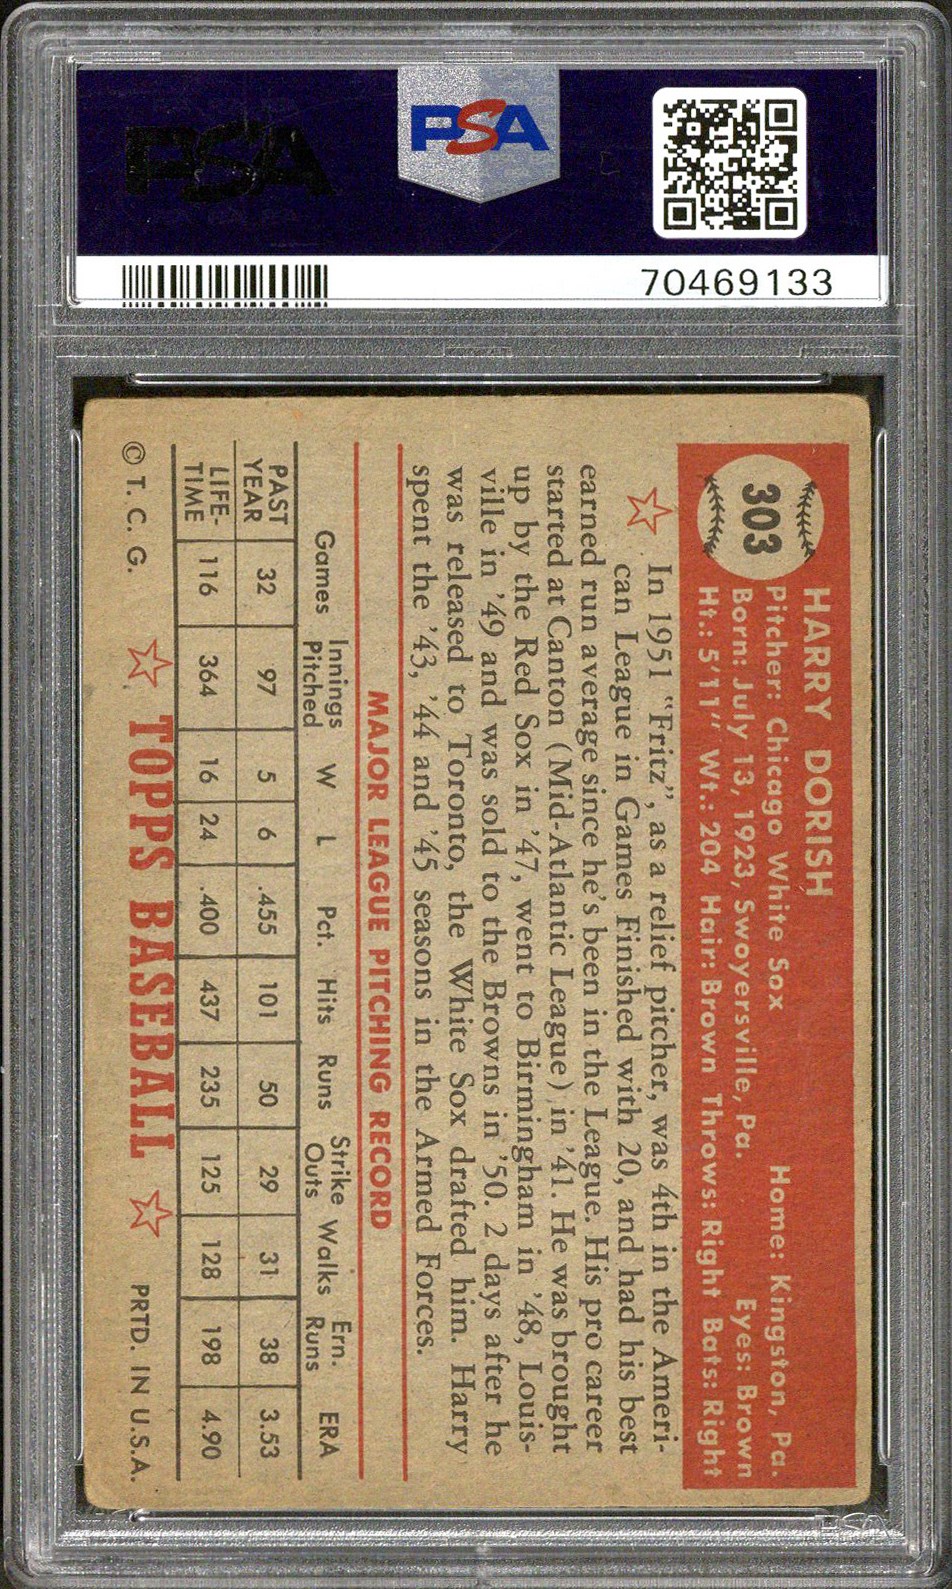 PSA
PSA
70469133
303
HARRY DORISH
Pitcher: Chicago White Sox Home: Kingston, Pa.
Born: July 13, 1923, Swoyersville, Pa. Eyes: Brown
Ht.: 5'11" Wt.: 204 Hair: Brown Throws: Right Bats: Right
In 1951 "Fritz", as a relief pitcher, was 4th in the Ameri-
can League in Games Finished with 20, and had his best
earned run average since he's been in the League. His pro career
started at Canton (Mid-Atlantic League) in '41. He was brought
up by the Red Sox in '47, went to Birmingham in '48, Louis-
ville in '49 and was sold to the Browns in '50. 2 days after he
was released to Toronto, the White Sox drafted him. Harry
spent the '43, '44 and '45 seasons in the Armed Forces.
MAJOR LEAGUE PITCHING RECORD
Games Innings Pitched W L Pct. Hits Runs Strike Outs Walks Ern. Runs ERA
PAST YEAR 32 97 5 6 .455 101 50 29 31 38 3.53
LIFE-TIME 116 364 16 24 .400 437 235 125 128 198 4.90
© T. C. G. TOPPS BASEBALL PRTD. IN U.S.A.
PSA